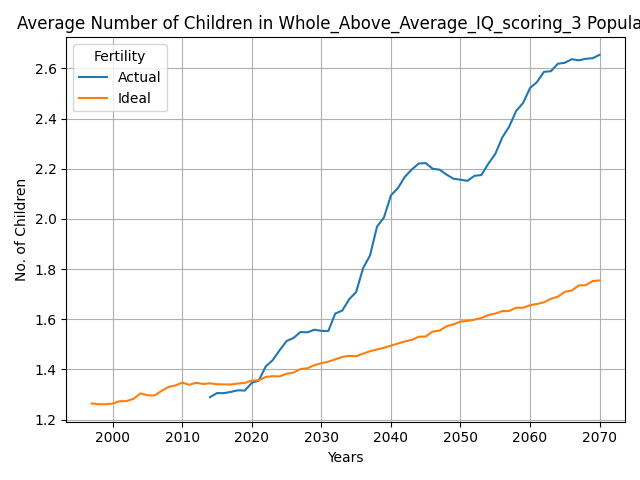 Average Number of Children in Whole_Above_Average_IQ_scoring_3 Popula
Fertility
Actual
Ideal
No. of Children
2.6
2.4
2.2
2.0
1.8
1.6
1.4
1.2
2000 2010 2020 2030 2040 2050 2060 2070
Years